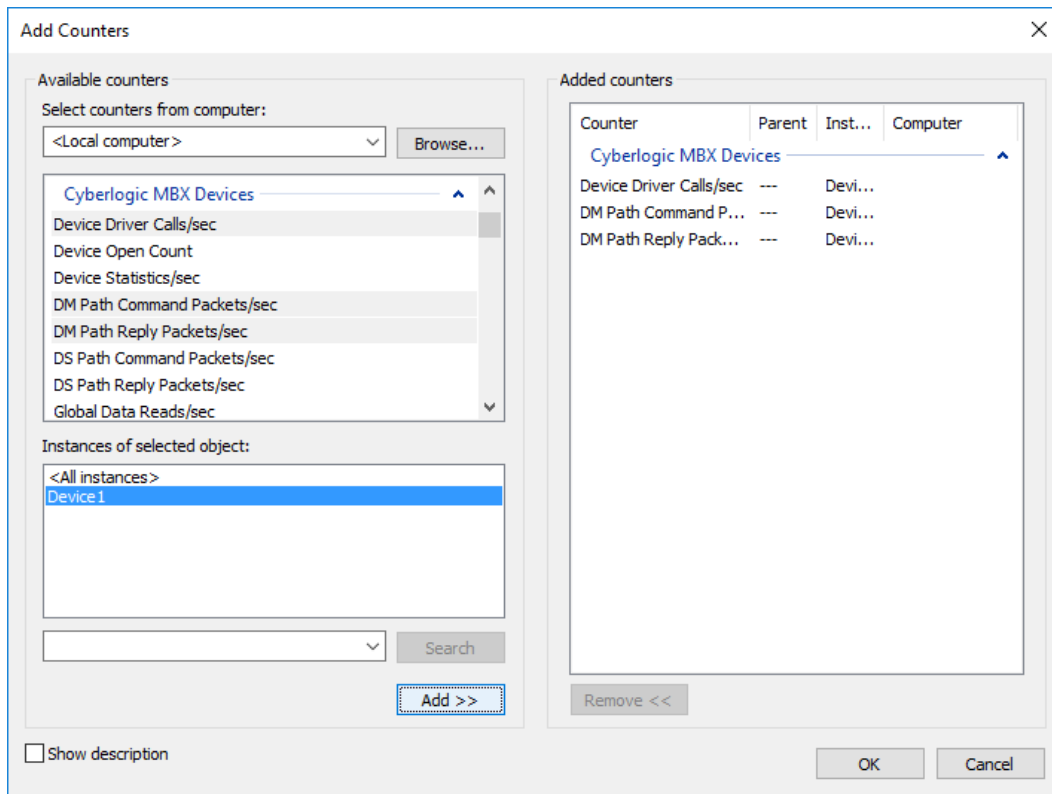 Add Counters
Available counters
Select counters from computer:
<Local computer>
Browse...
Cyberlogic MBX Devices
Device Driver Calls/sec
Device Open Count
Device Statistics/sec
DM Path Command Packets/sec
DM Path Reply Packets/sec
DS Path Command Packets/sec
DS Path Reply Packets/sec
Global Data Reads/sec
Instances of selected object:
<All instances>
Device1
Search
Add >>
Show description
Added counters
Counter Parent Inst... Computer
Cyberlogic MBX Devices
Device Driver Calls/sec --- Devi...
DM Path Command P... --- Devi...
DM Path Reply Pack... --- Devi...
Remove <<
OK Cancel